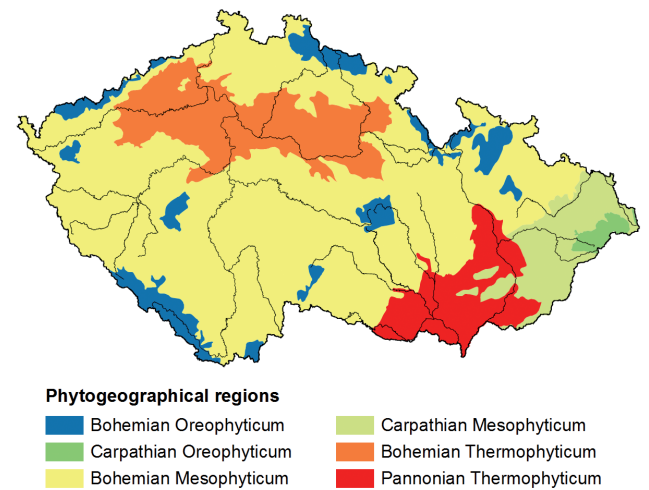 Phytogeographical regions
Bohemian Oreophyticum
Carpathian Oreophyticum
Bohemian Mesophyticum
Carpathian Mesophyticum
Bohemian Thermophyticum
Pannonian Thermophyticum